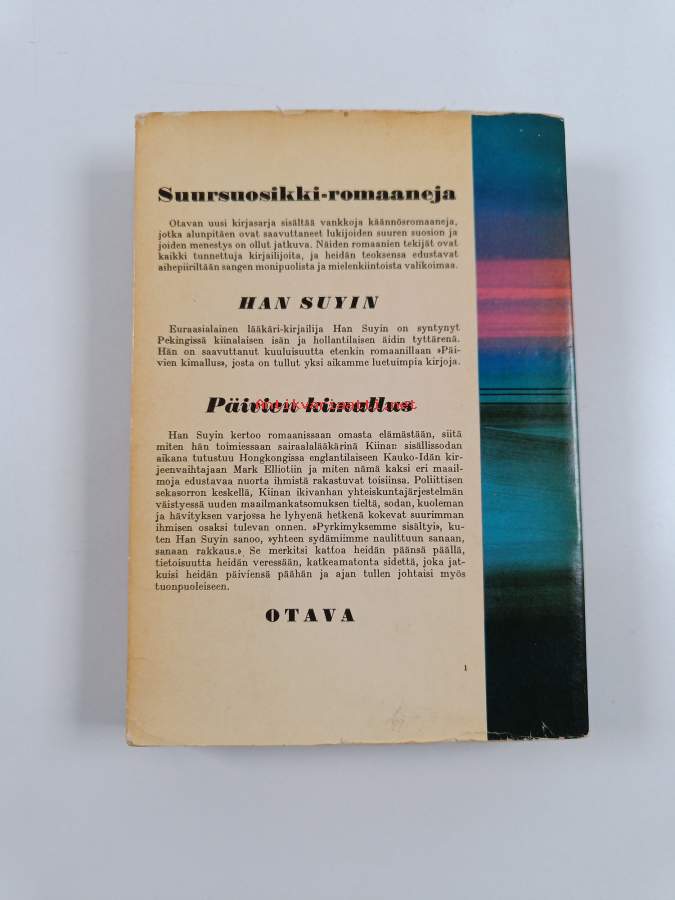 Suursuosikki-romaaneja
Otavan uusi kirjasarja sisältää vankkoja käännösromaaneja,
jotka alunpitäen ovat saavuttaneet lukijoiden suuren suosion ja
joiden menestys on ollut jatkuva. Näiden romaanien tekijät ovat
kaikki tunnettuja kirjailijoita, ja heidän teoksensa edustavat
aihepiiriltään sangen monipuolista ja mielenkiintoista valikoimaa.
HAN SUYIN
Euraasialainen lääkäri-kirjailija Han Suyin on syntynyt
Pekingissä kiinalaisen isän ja hollantilaisen äidin tyttärenä.
Hän on saavuttanut kuuluisuutta etenkin romaanillaan »Päi-
vien kimallus», josta on tullut yksi aikamme luetuimpia kirjoja.
Päivien kimallus
Han Suyin kertoo romaanissaan omasta elämästään, siitä
miten hän toimiessaan sairaalalääkärinä Kiinan sisällissodan
aikana tutustuu Hongkongissa englantilaiseen Kauko-Idän kir-
jeenvaihtajaan Mark Elliotiin ja miten nämä kaksi eri maail-
moja edustavaa nuorta ihmistä rakastuvat toisiinsa. Poliittisen
sekasorron keskellä, Kiinan ikivanhan yhteiskuntajärjestelmän
väistyessä uuden maailmankatsomuksen tieltä, sodan, kuoleman
ja hävityksen varjossa he lyhyenä hetkenä kokevat suurimman
ihmisen osaksi tulevan onnen. »Pyrkimyksemme sisältyi», ku-
ten Han Suyin sanoo, »yhteen sydämiimme naulittuun sanaan,
sanaan rakkaus.» Se merkitsi kattoa heidän päänsä päällä,
tietoisuutta heidän veressään, katkeamatonta sidettä, joka jat-
kuisi heidän päiviensä päähän ja ajan tullen johtaisi myös
tuonpuoleiseen.
OTAVA
1